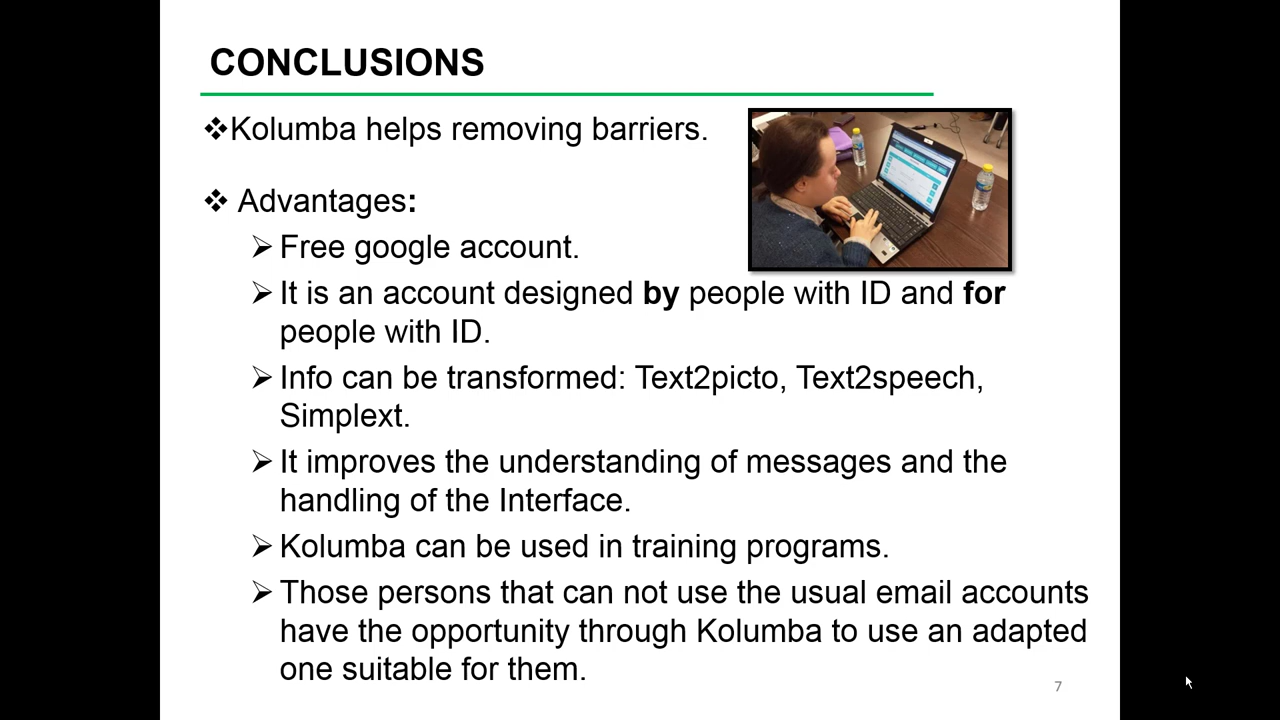 CONCLUSIONS
❖Kolumba helps removing barriers.
❖ Advantages:
➢ Free google account.
➢ It is an account designed by people with ID and for
people with ID.
➢ Info can be transformed: Text2picto, Text2speech,
Simplext.
➢ It improves the understanding of messages and the
handling of the Interface.
➢ Kolumba can be used in training programs.
➢ Those persons that can not use the usual email accounts
have the opportunity through Kolumba to use an adapted
one suitable for them.
7